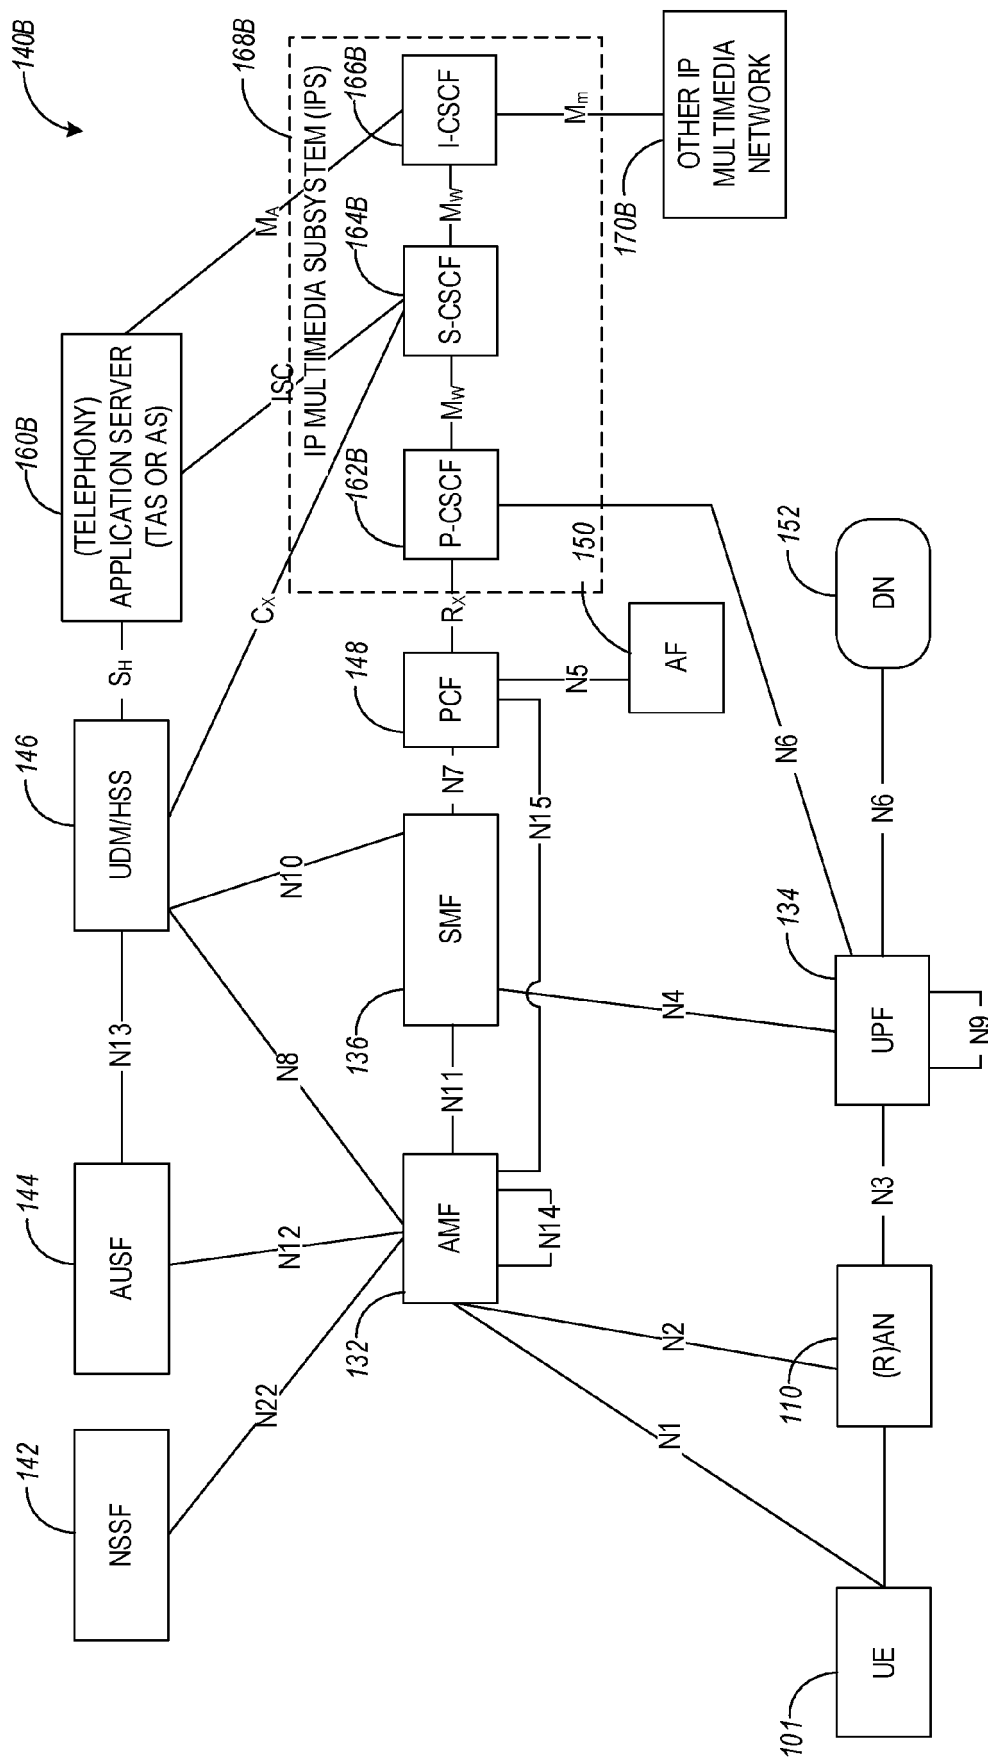 140B
NSSF
142
AUSF
144
N13
UDM/HSS
146
SH
(TELEPHONY)
APPLICATION SERVER
(TAS OR AS)
160B
MA
168B
N22
N12
N8
N10
CX
ISC
IP MULTIMEDIA SUBSYSTEM (IPS)
132
AMF
N14
N11
136
SMF
N7
PCF
148
RX
P-CSCF
162B
MW
S-CSCF
164B
MW
I-CSCF
166B
N15
N5
AF
150
Mm
OTHER IP
MULTIMEDIA
NETWORK
170B
N1
N2
N4
N6
101
UE
110
(R)AN
N3
UPF
134
N9
N6
DN
152